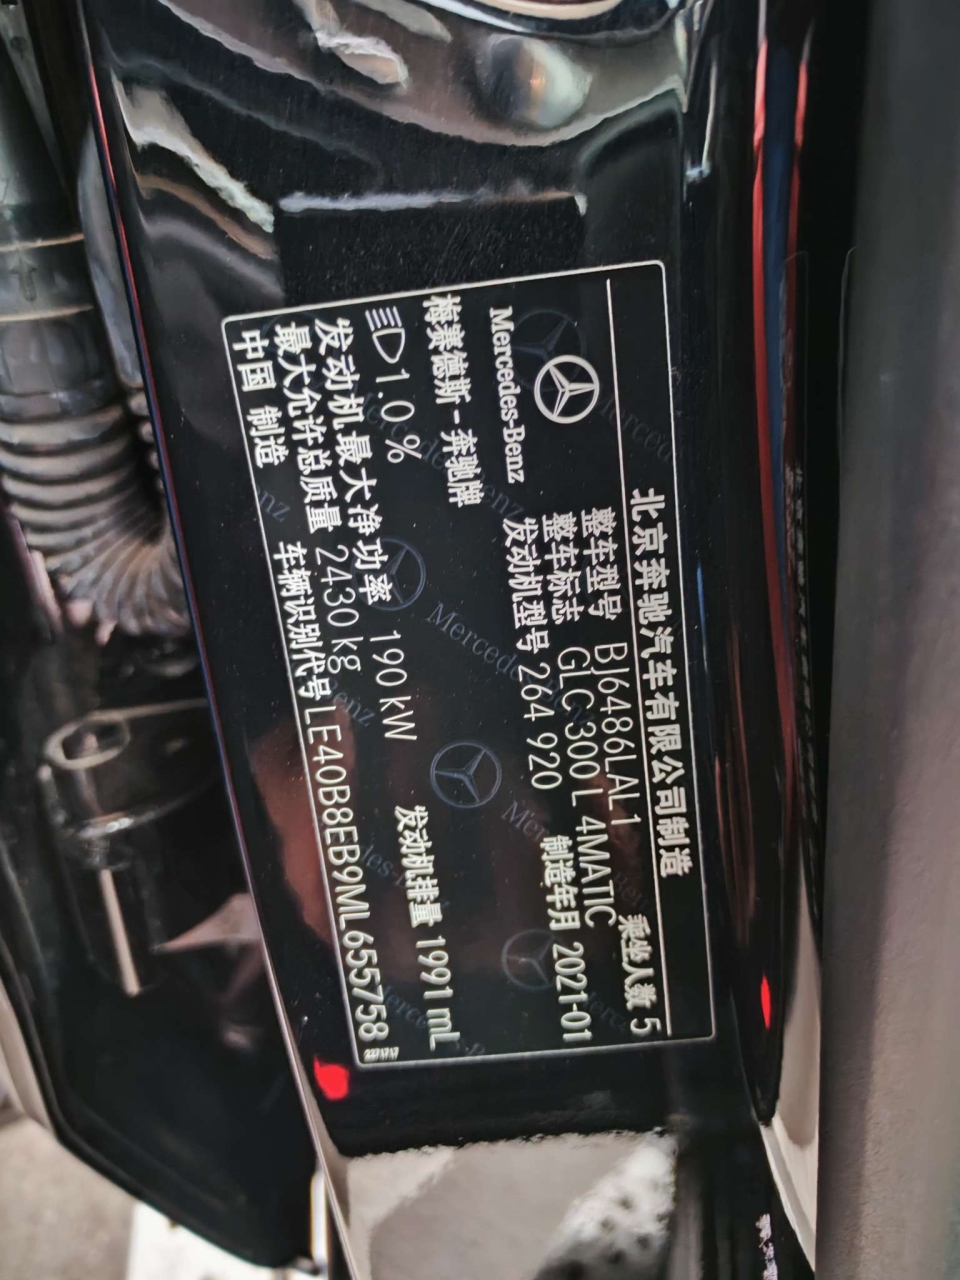 北京奔驰汽车有限公司制造
Mercedes-Benz
整车型号 BJ6486LAL1 乘坐人数 5
整车标志 GLC 300 L 4MATIC
发动机型号 264 920 制造年月 2021-01
梅赛德斯-奔驰牌
1.0 %
发动机最大净功率 190 kW 发动机排量 1991 mL
最大允许总质量 2430 kg
中国 制造 车辆识别代号 LE40B8EB9ML655758